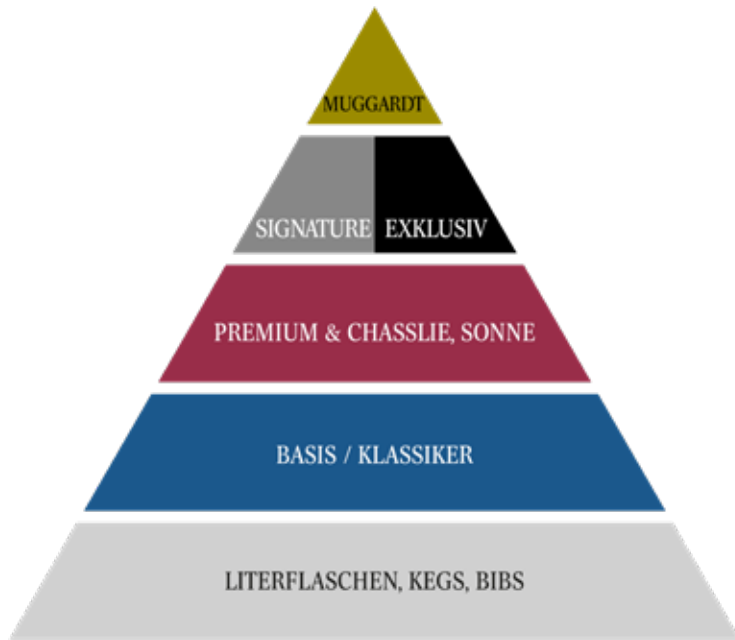 MUGGARDT
SIGNATURE EXKLUSIV
PREMIUM & CHASSLIE, SONNE
BASIS / KLASSIKER
LITERFLASCHEN, KEGS, BIBS